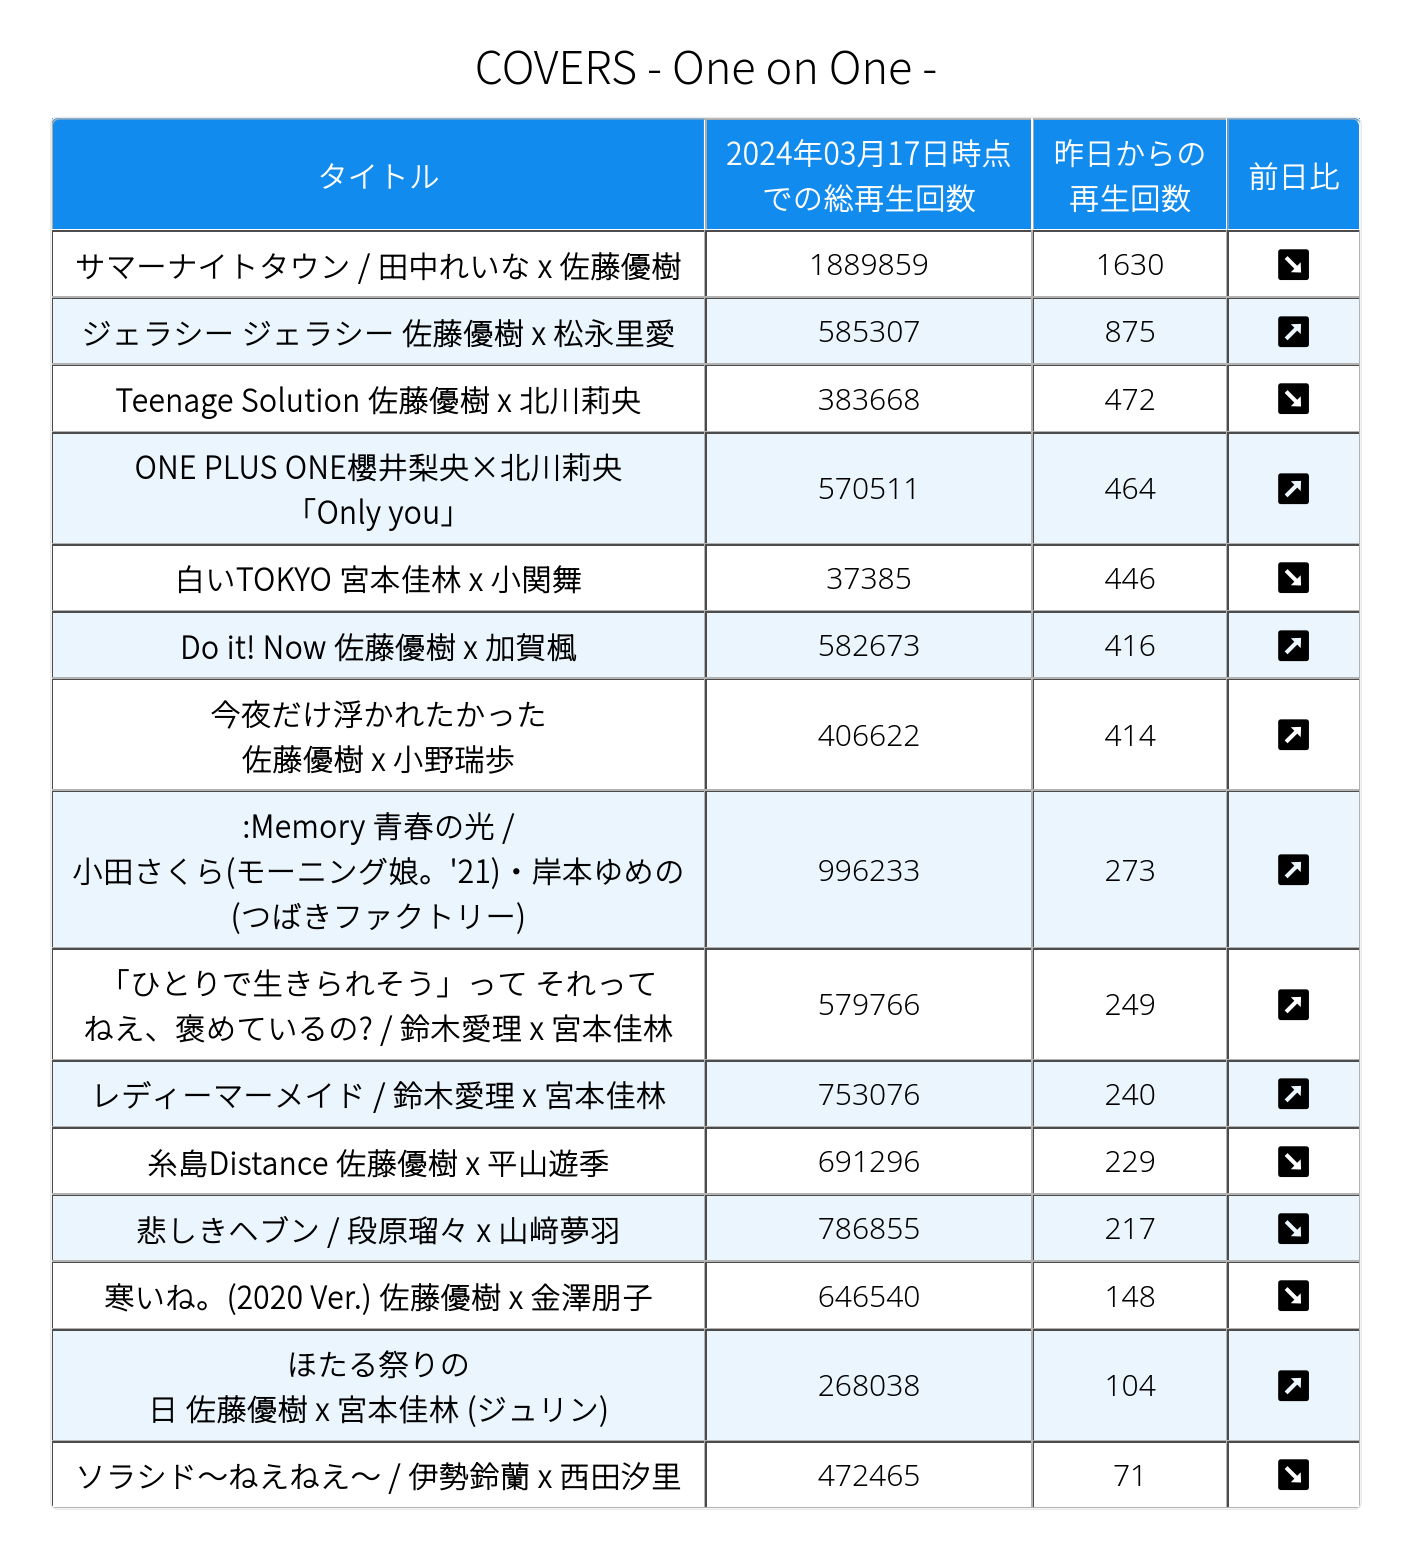 COVERS - One on One -
タイトル
2024年03月17日時点
での総再生回数
昨日からの
再生回数
前日比
サマーナイトタウン / 田中れいな x 佐藤優樹
1889859
1630
ジェラシー ジェラシー 佐藤優樹 x 松永里愛
585307
875
Teenage Solution 佐藤優樹 x 北川莉央
383668
472
ONE PLUS ONE櫻井梨央×北川莉央
「Only you」
570511
464
白いTOKYO 宮本佳林 x 小関舞
37385
446
Do it! Now 佐藤優樹 x 加賀楓
582673
416
今夜だけ浮かれたかった
佐藤優樹 x 小野瑞歩
406622
414
:Memory 青春の光 /
小田さくら(モーニング娘。'21)・岸本ゆめの
(つばきファクトリー)
996233
273
「ひとりで生きられそう」って それって
ねえ、褒めているの? / 鈴木愛理 x 宮本佳林
579766
249
レディーマーメイド / 鈴木愛理 x 宮本佳林
753076
240
糸島Distance 佐藤優樹 x 平山遊季
691296
229
悲しきヘブン / 段原瑠々 x 山﨑夢羽
786855
217
寒いね。(2020 Ver.) 佐藤優樹 x 金澤朋子
646540
148
ほたる祭りの
日 佐藤優樹 x 宮本佳林 (ジュリン)
268038
104
ソラシド～ねえねえ～ / 伊勢鈴蘭 x 西田汐里
472465
71